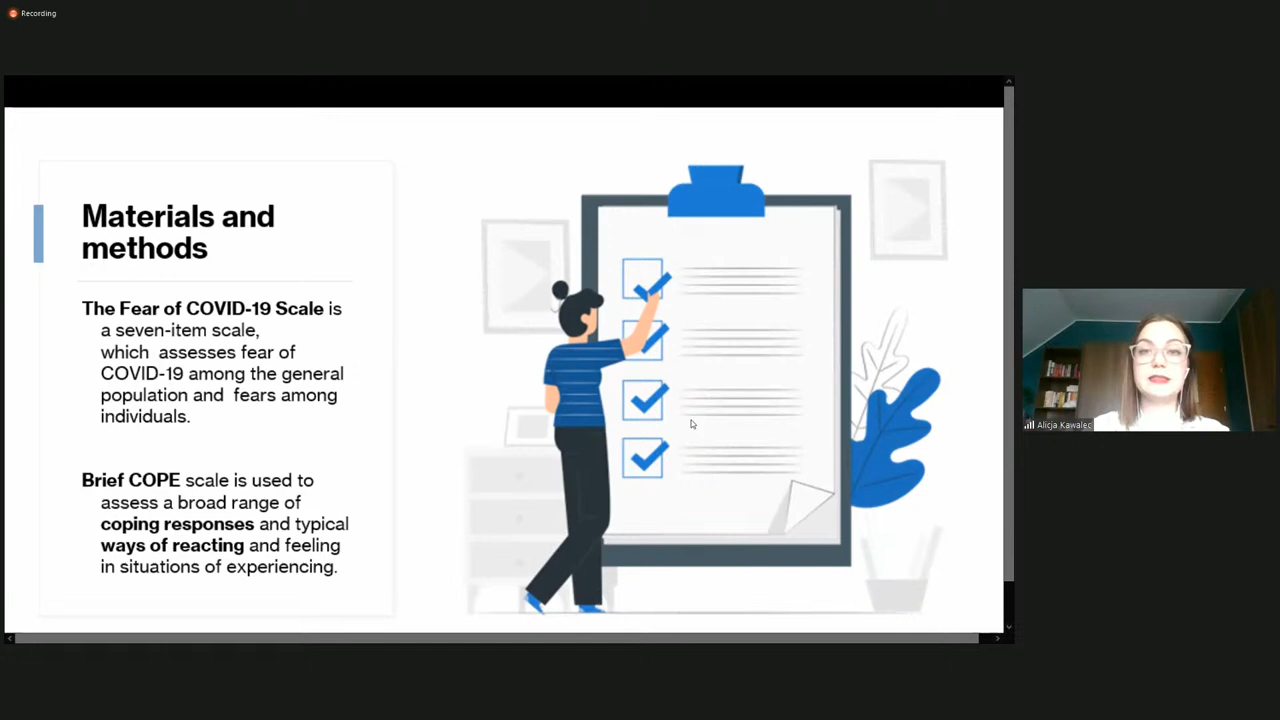 Recording
Materials and
methods
The Fear of COVID-19 Scale is
a seven-item scale,
which assesses fear of
COVID-19 among the general
population and fears among
individuals.
Brief COPE scale is used to
assess a broad range of
coping responses and typical
ways of reacting and feeling
in situations of experiencing.
Alicja Kawalec